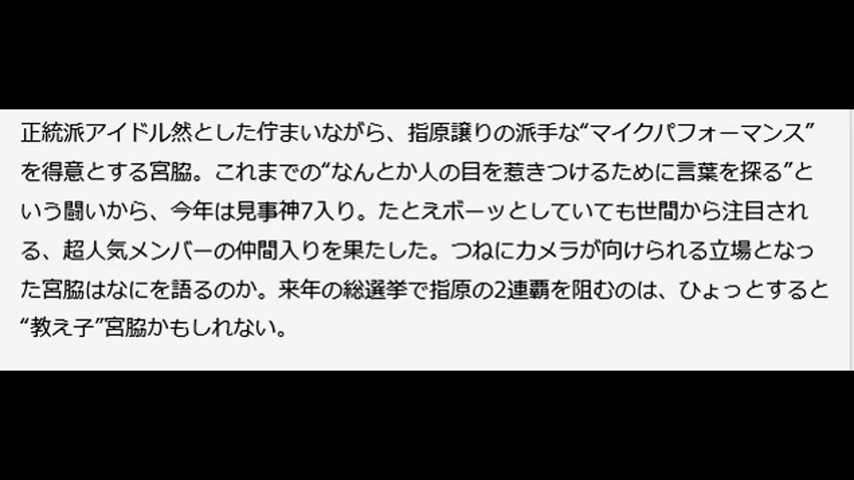 正統派アイドル然とした佇まいながら、指原譲りの派手な“マイクパフォーマンス”
を得意とする宮脇。これまでの“なんとか人の目を惹きつけるために言葉を探る”と
いう闘いから、今年は見事神7入り。たとえボーッとしていても世間から注目され
る、超人気メンバーの仲間入りを果たした。つねにカメラが向けられる立場となっ
た宮脇はなにを語るのか。来年の総選挙で指原の2連覇を阻むのは、ひょっとすると
“教え子”宮脇かもしれない。